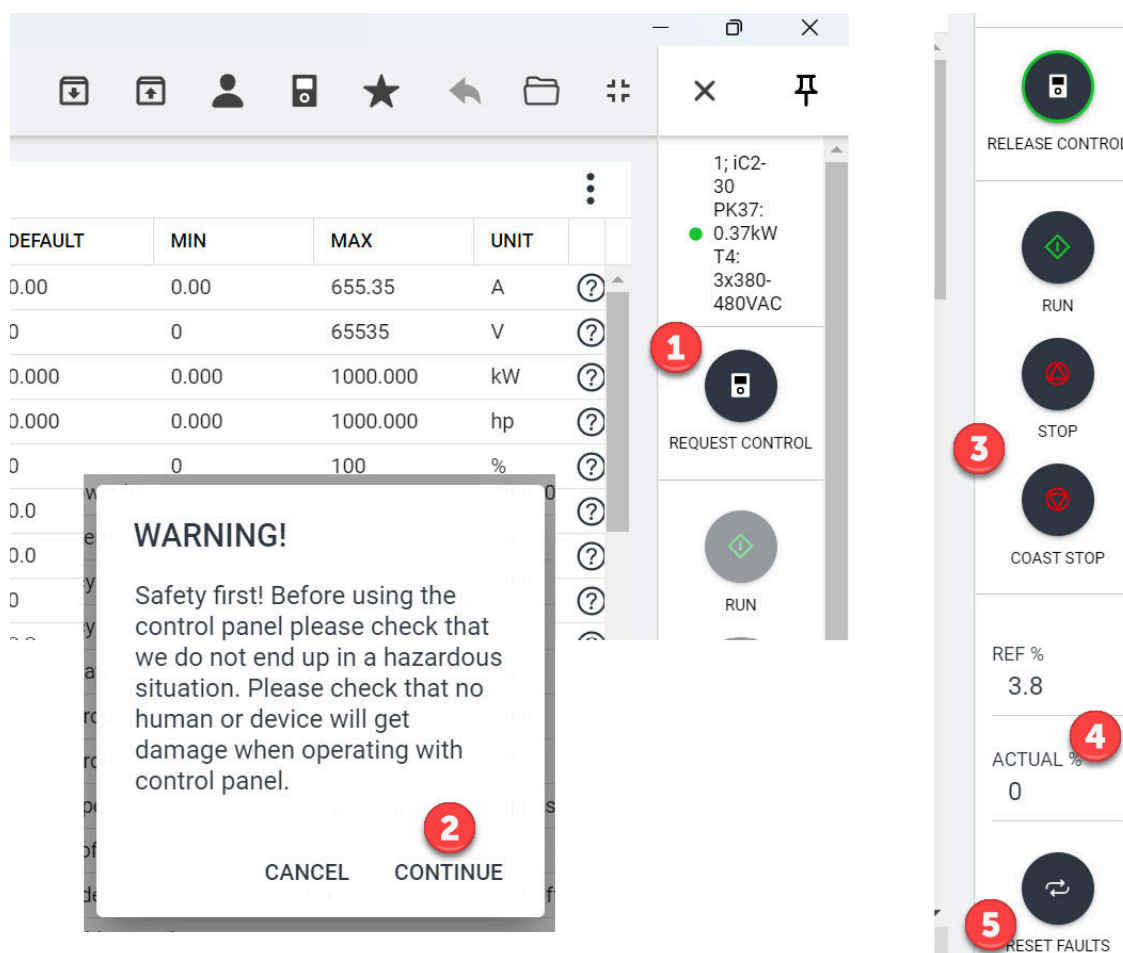 1; iC2-
30
PK37:
0.37kW
T4:
3x380-
480VAC
DEFAULT MIN MAX UNIT
0.00 0.00 655.35 A
0 0 65535 V
0.000 0.000 1000.000 kW
0.000 0.000 1000.000 hp
0 0 100 %
0.0
0.0
0
1
REQUEST CONTROL
RUN
WARNING!
Safety first! Before using the
control panel please check that
we do not end up in a hazardous
situation. Please check that no
human or device will get
damage when operating with
control panel.
2
CANCEL CONTINUE
RELEASE CONTROL
RUN
STOP
3
COAST STOP
REF %
3.8
4
ACTUAL %
0
5
RESET FAULTS